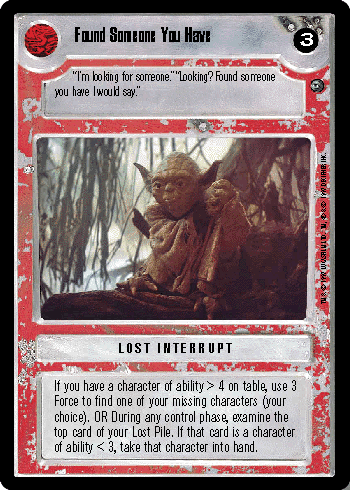 Found Someone You Have
3
"I'm looking for someone." "Looking? Found someone
you have I would say."
LOST INTERRUPT
If you have a character of ability > 4 on table, use 3
Force to find one of your missing characters (your
choice). OR During any control phase, examine the
top card of your Lost Pile. If that card is a character
of ability < 3, take that character into hand.